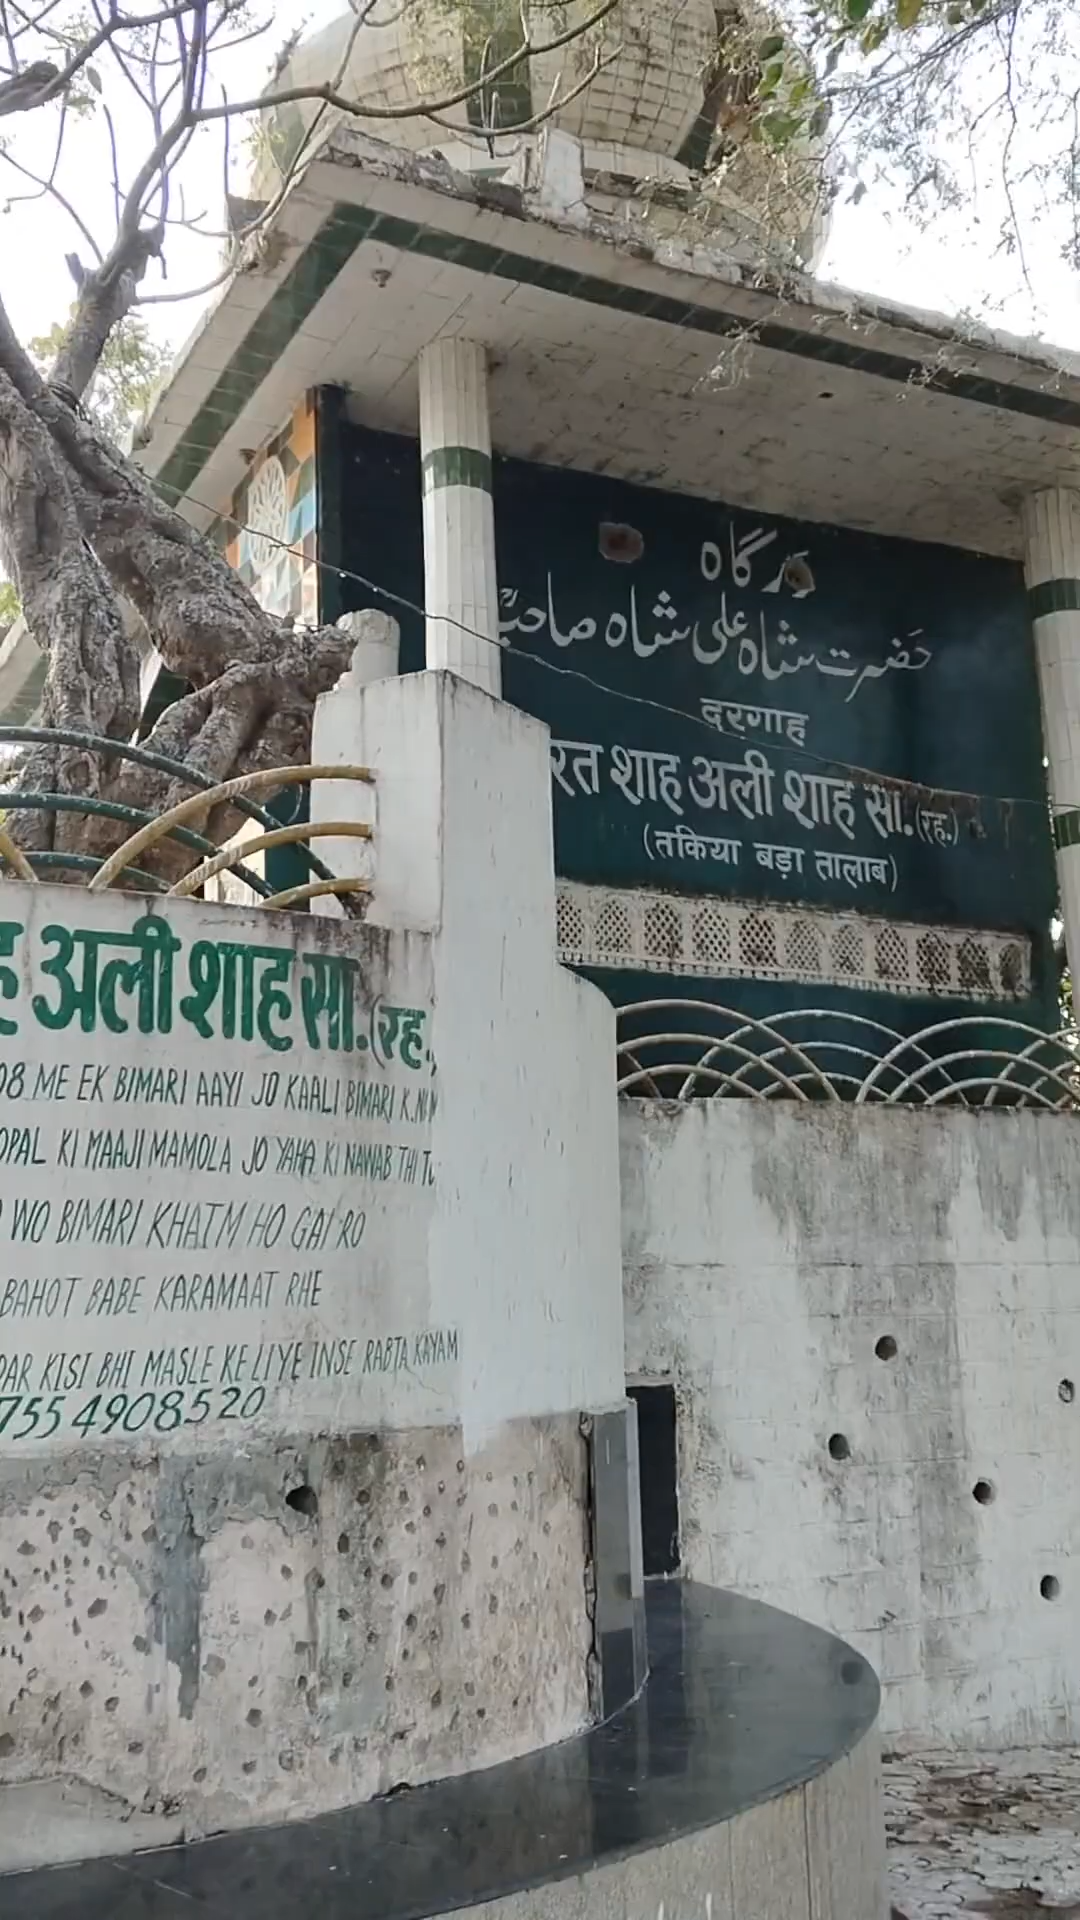 درگاہ
حضرت شاہ علی شاہ صاحبؒ
दरगाह
रत शाह अली शाह सा. (रह.)
(तकिया बड़ा तालाब)
ह अली शाह सा. (रह.)
08 ME EK BIMARI AAYI JO KAALI BIMARI K.
OPAL KI MAAJI MAMOLA JO YAHA KI NAWAB THI
WO BIMARI KHATM HO GAI RO
BAHOT BABE KARAMAAT RHE
PAR KISI BHI MASLE KE LIYE INSE RABTA KAYAM
755 4908520